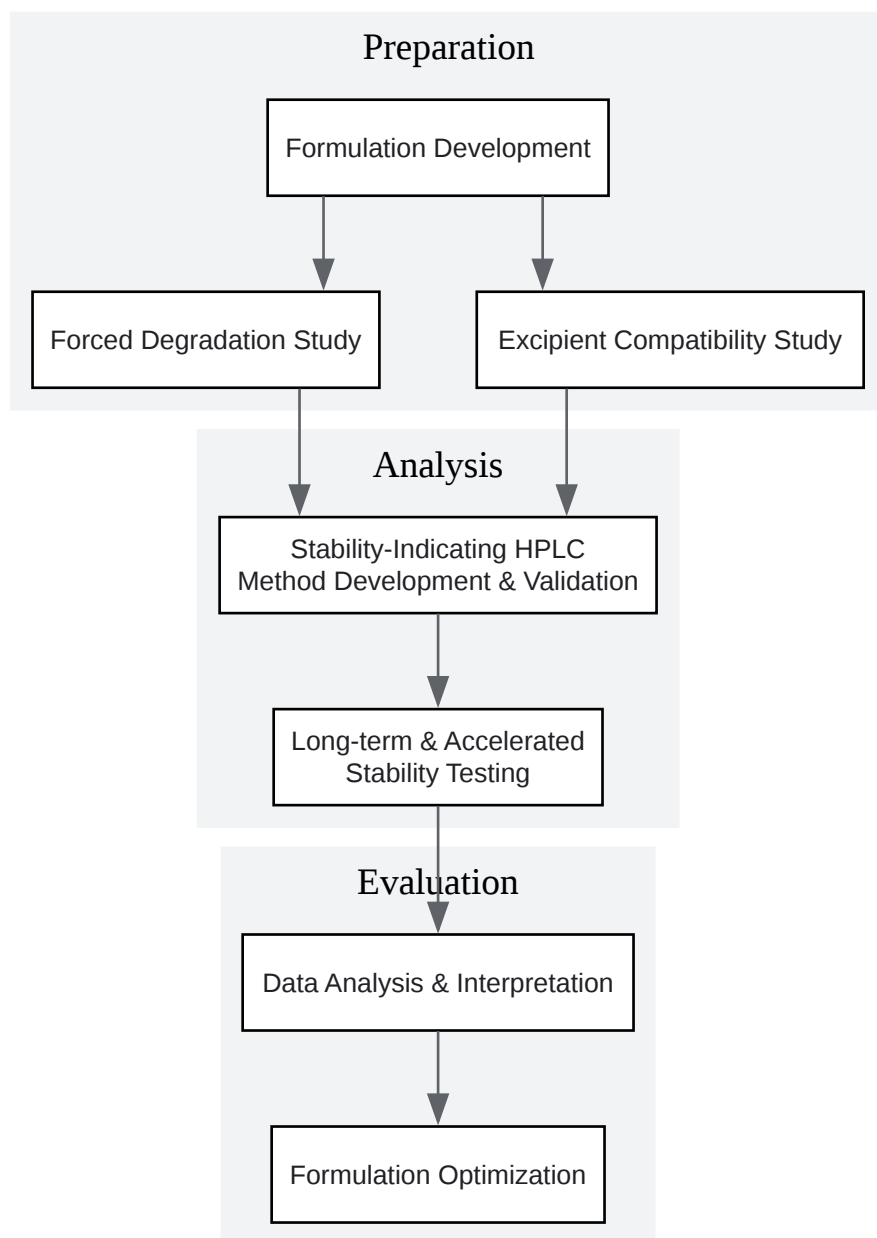 Preparation
Formulation Development
Forced Degradation Study
Excipient Compatibility Study
Analysis
Stability-Indicating HPLC
Method Development & Validation
Long-term & Accelerated
Stability Testing
Evaluation
Data Analysis & Interpretation
Formulation Optimization